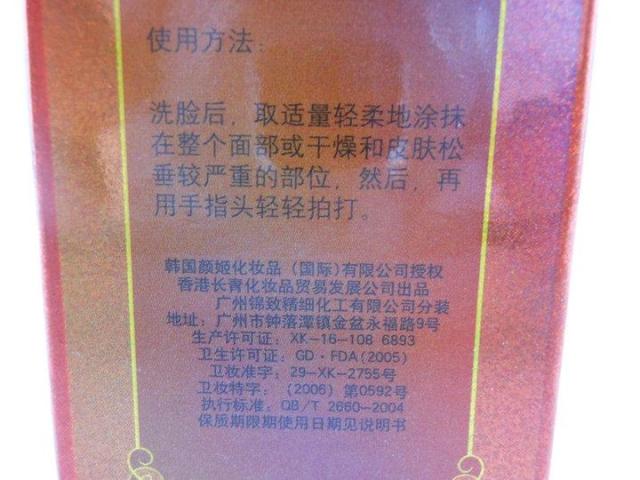 使用方法:
洗脸后,取适量轻柔地涂抹
在整个面部或干燥和皮肤松
垂较严重的部位,然后,再
用手指头轻轻拍打。
韩国颜姬化妆品(国际)有限公司授权
香港长青化妆品贸易发展公司出品
广州锦致精细化工有限公司分装
地址:广州市钟落潭镇金盆永福路9号
生产许可证:XK-16-108 6893
卫生许可证:GD·FDA(2005)
卫妆准字:29-XK-2755号
卫妆特字:(2006)第0592号
执行标准:QB/T 2660-2004
保质期限期使用日期见说明书